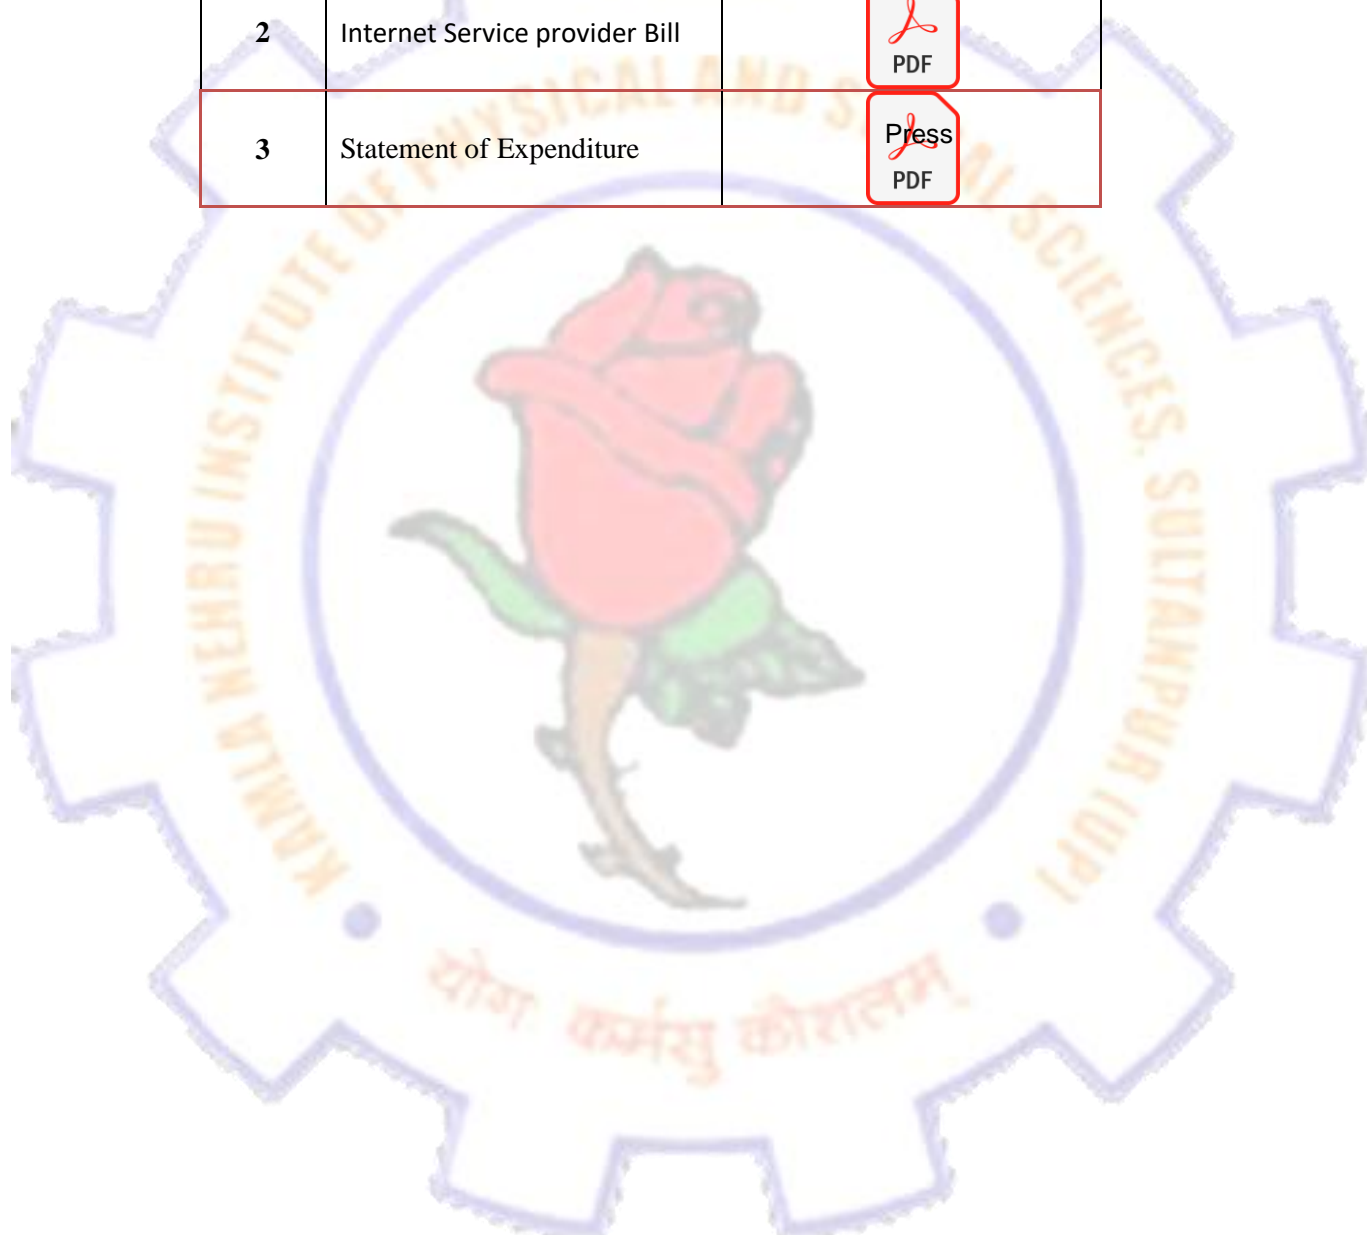 2 Internet Service provider Bill
PDF
3 Statement of Expenditure Press
PDF
KAMLA NEHRU INSTITUTE OF PHYSICAL AND SOCIAL SCIENCES, SULTANPUR (UP)
योगः कर्मसु कौशलम्